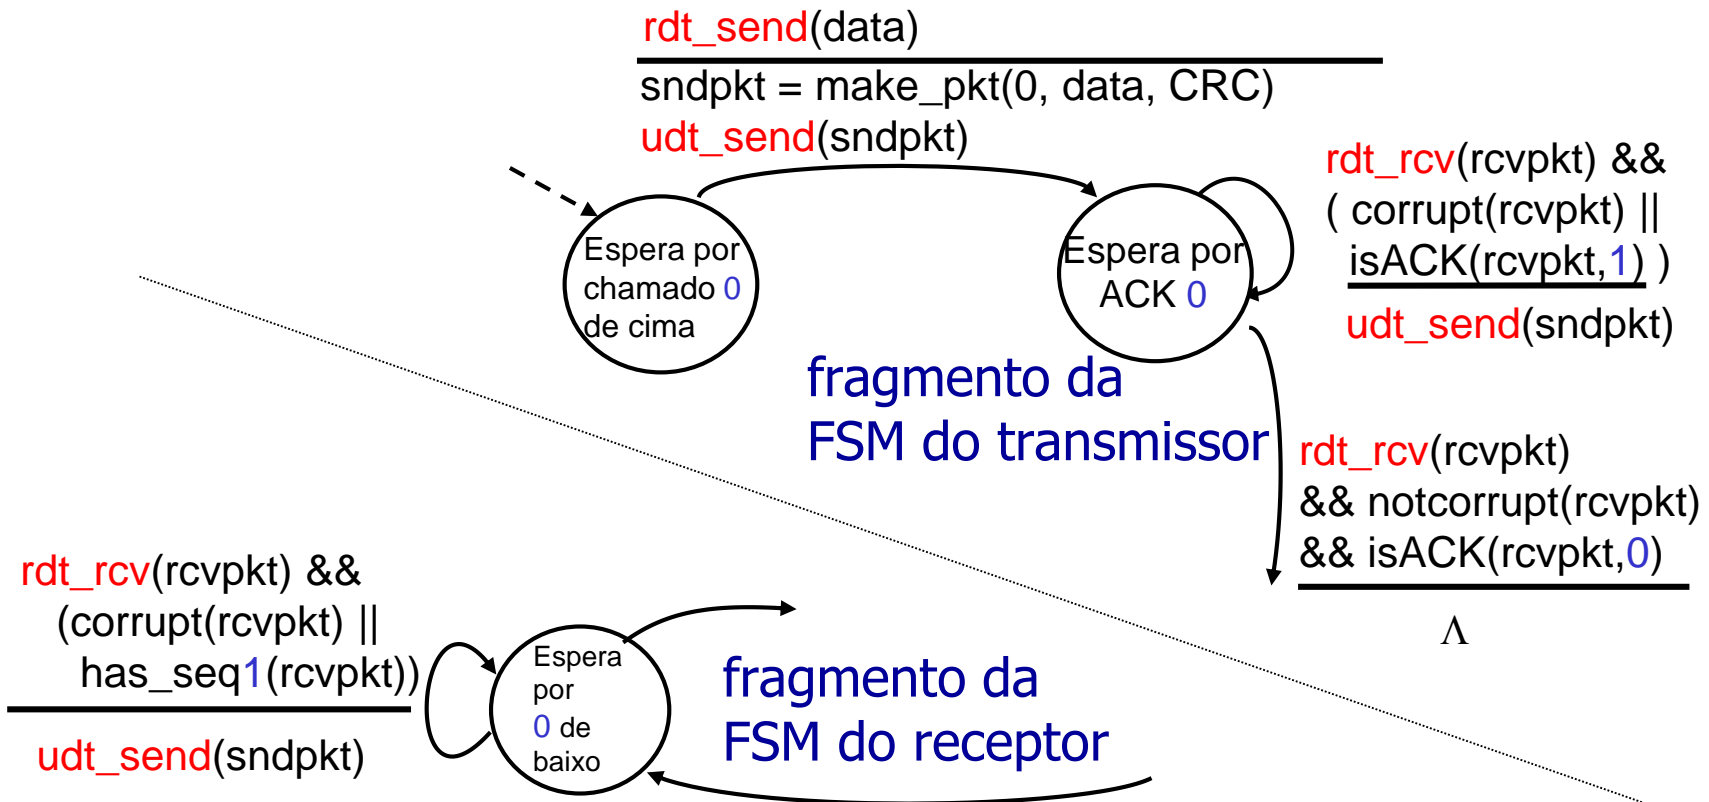 rdt_send(data)
sndpkt = make_pkt(0, data, CRC)
udt_send(sndpkt)
Espera por
chamado 0
de cima
Espera por
ACK 0
rdt_rcv(rcvpkt) &&
( corrupt(rcvpkt) ||
isACK(rcvpkt,1) )
udt_send(sndpkt)
fragmento da
FSM do transmissor
rdt_rcv(rcvpkt)
&& notcorrupt(rcvpkt)
&& isACK(rcvpkt,0)
Λ
rdt_rcv(rcvpkt) &&
(corrupt(rcvpkt) ||
has_seq1(rcvpkt))
udt_send(sndpkt)
Espera
por
0 de
baixo
fragmento da
FSM do receptor